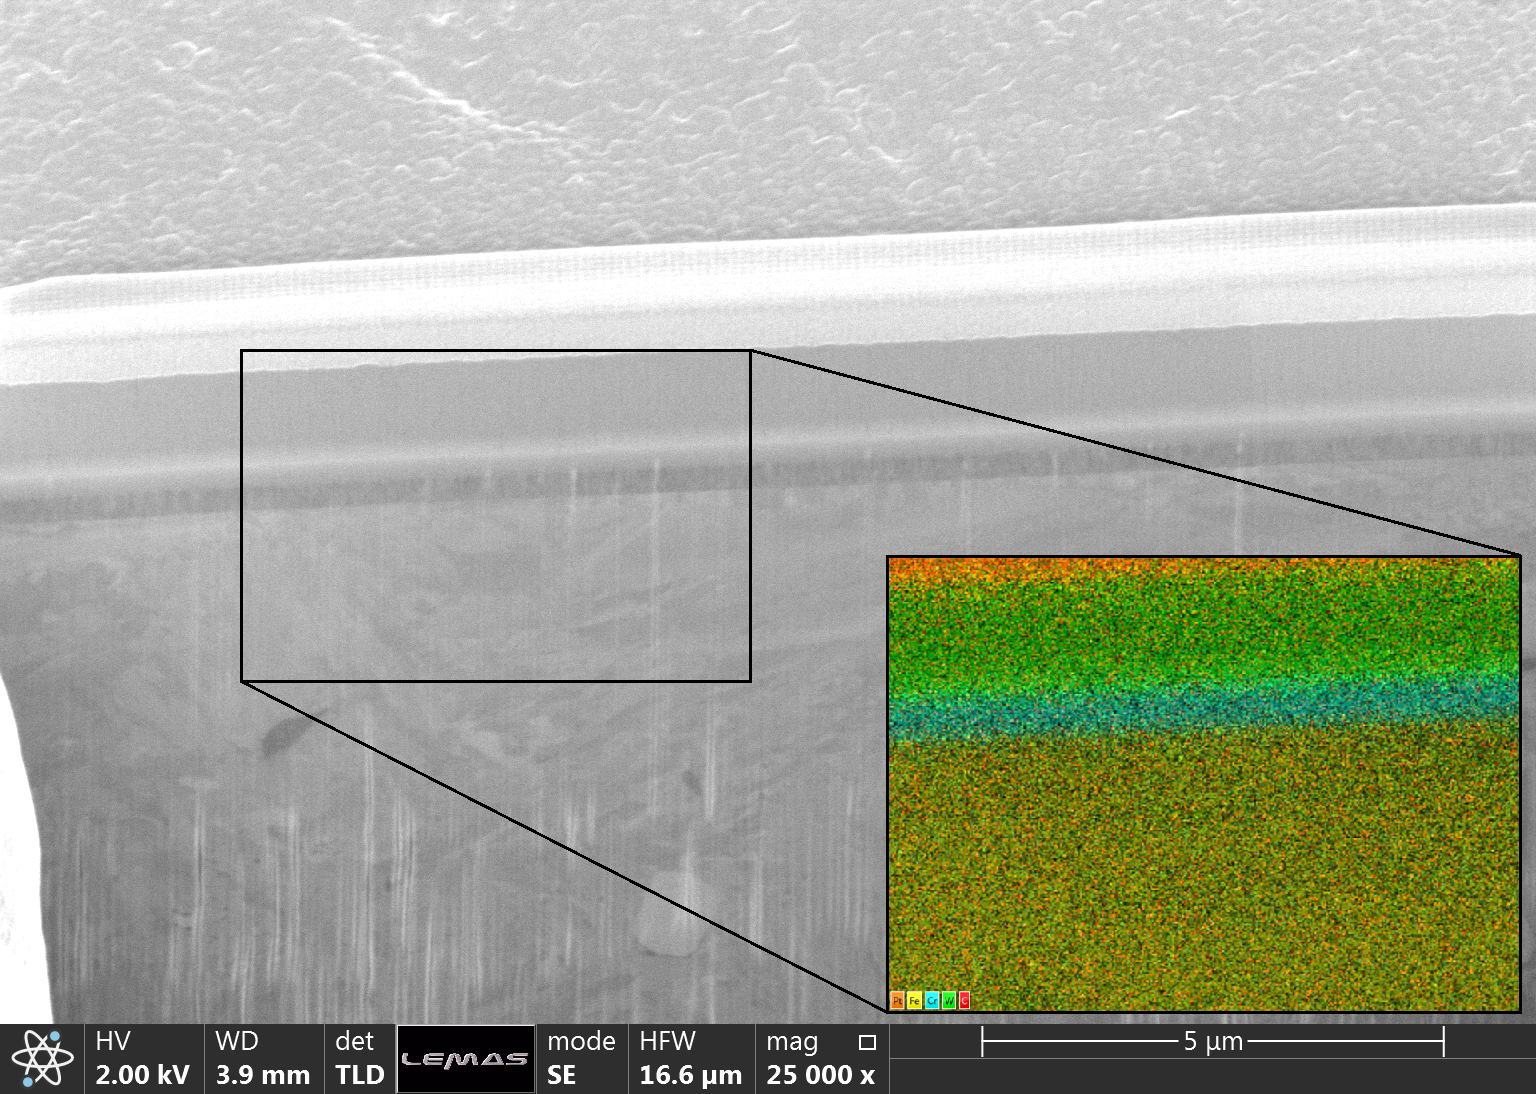 Pt Fe Cr W C
HV
2.00 kV
WD
3.9 mm
det
TLD
LEMAS
mode
SE
HFW
16.6 µm
mag
25 000 x
5 µm